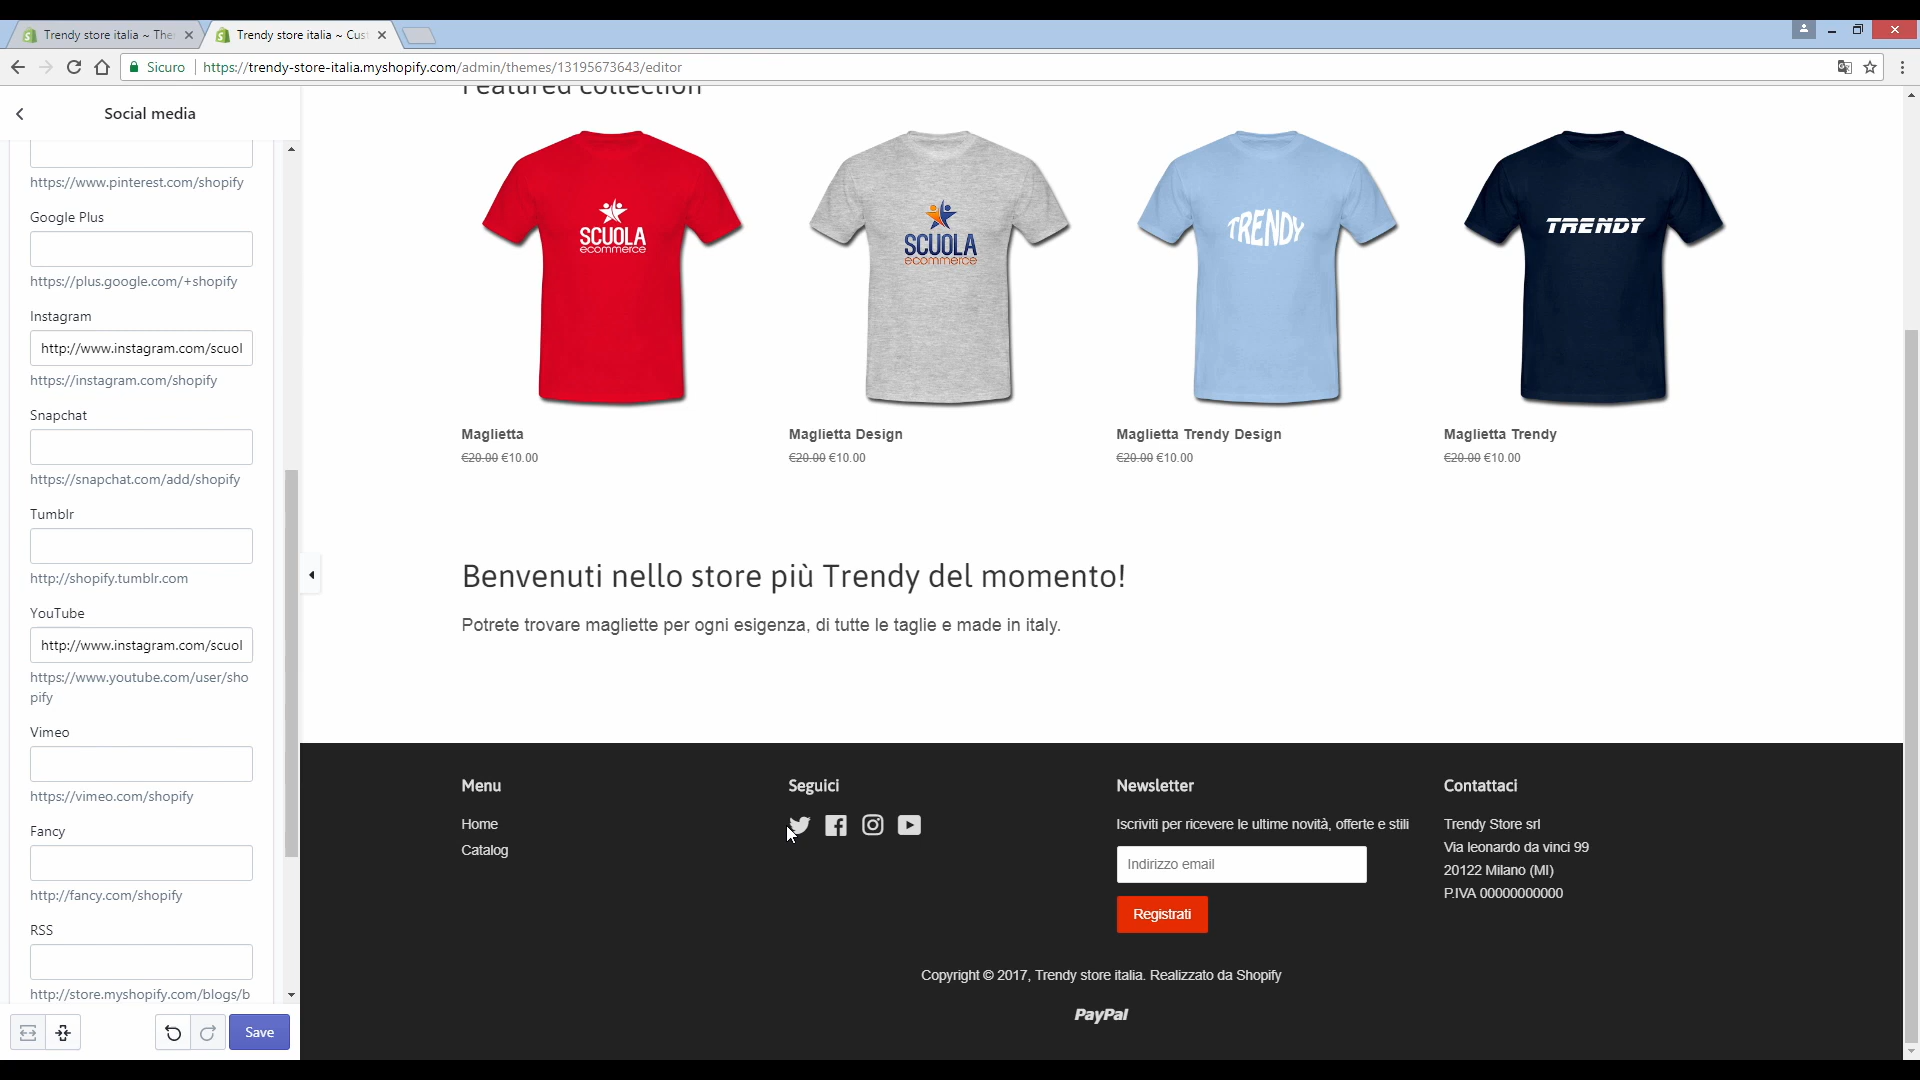 Trendy store italia ~ The
Trendy store italia ~ Cus
Sicuro
https://trendy-store-italia.myshopify.com/admin/themes/13195673643/editor
Social media
https://www.pinterest.com/shopify
Google Plus
https://plus.google.com/+shopify
Instagram
http://www.instagram.com/scuol
https://instagram.com/shopify
Snapchat
https://snapchat.com/add/shopify
Tumblr
http://shopify.tumblr.com
YouTube
http://www.instagram.com/scuol
https://www.youtube.com/user/sho
pify
Vimeo
https://vimeo.com/shopify
Fancy
http://fancy.com/shopify
RSS
http://store.myshopify.com/blogs/b
Save
Featured collection
SCUOLA
ecommerce
SCUOLA
ecommerce
TRENDY
TRENDY
Maglietta
€20.00 €10.00
Maglietta Design
€20.00 €10.00
Maglietta Trendy Design
€20.00 €10.00
Maglietta Trendy
€20.00 €10.00
Benvenuti nello store più Trendy del momento!
Potrete trovare magliette per ogni esigenza, di tutte le taglie e made in italy.
Menu
Home
Catalog
Seguici
Newsletter
Iscriviti per ricevere le ultime novità, offerte e stili
Indirizzo email
Registrati
Contattaci
Trendy Store srl
Via leonardo da vinci 99
20122 Milano (MI)
P.IVA 00000000000
Copyright © 2017, Trendy store italia. Realizzato da Shopify
PayPal